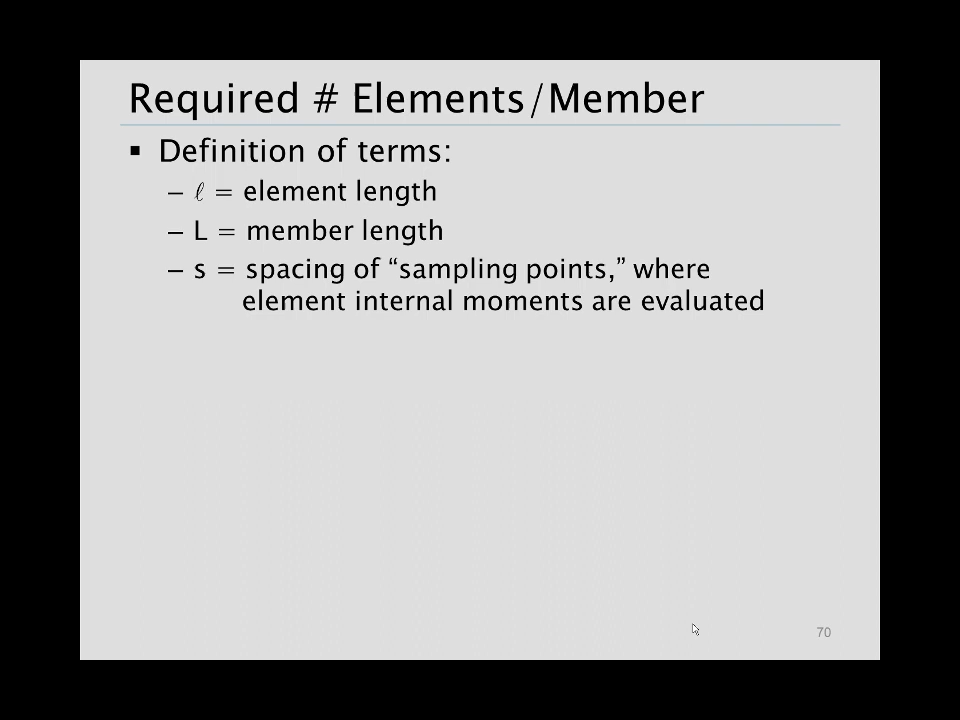 Required # Elements/Member
▪ Definition of terms:
– ℓ = element length
– L = member length
– s = spacing of “sampling points,” where
element internal moments are evaluated
70